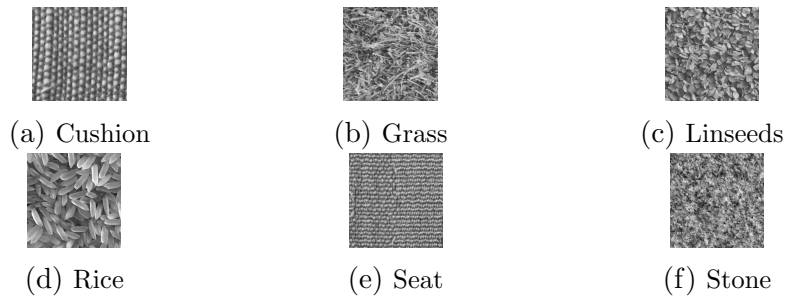 (a) Cushion
(b) Grass
(c) Linseeds
(d) Rice
(e) Seat
(f) Stone